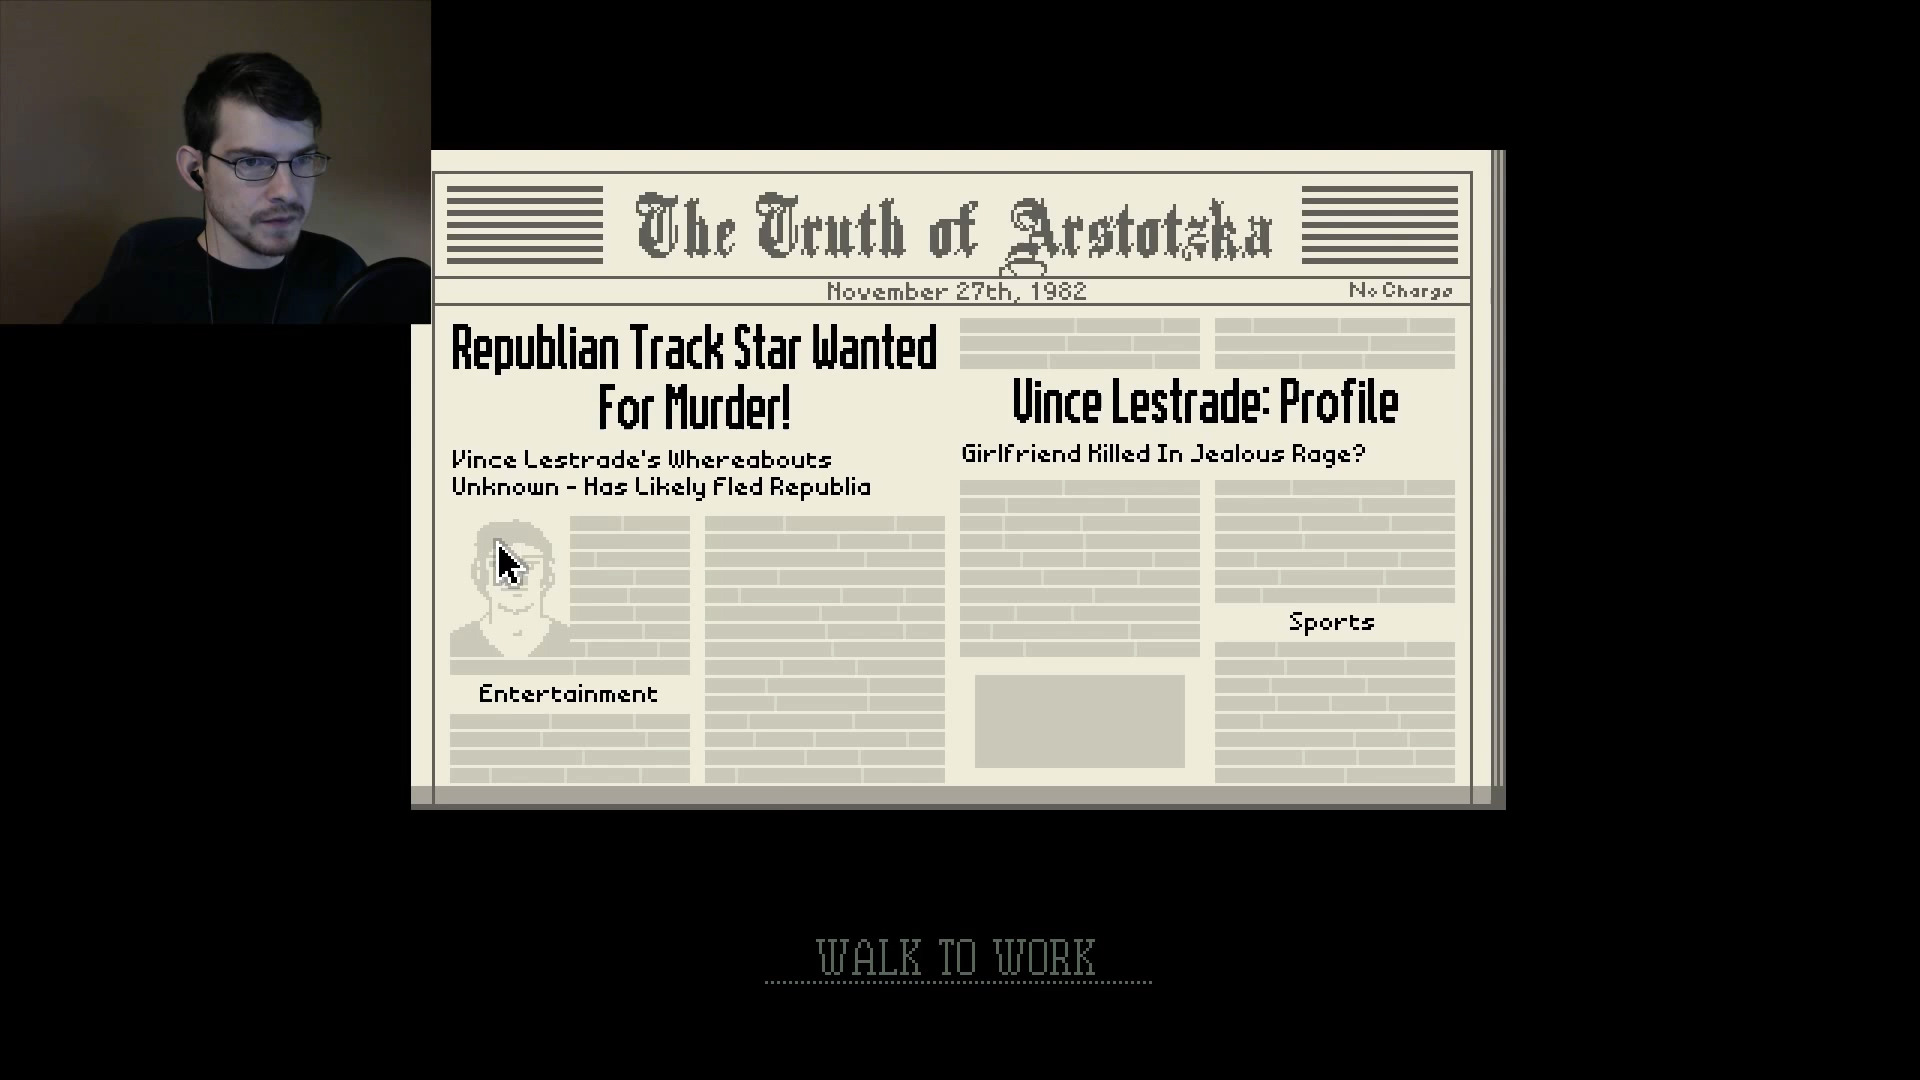 The Truth of Arstotzka
November 27th, 1982
No Charge
Republian Track Star Wanted
For Murder!
Vince Lestrade's Whereabouts
Unknown - Has Likely Fled Republia
Entertainment
Vince Lestrade: Profile
Girlfriend Killed In Jealous Rage?
Sports
WALK TO WORK